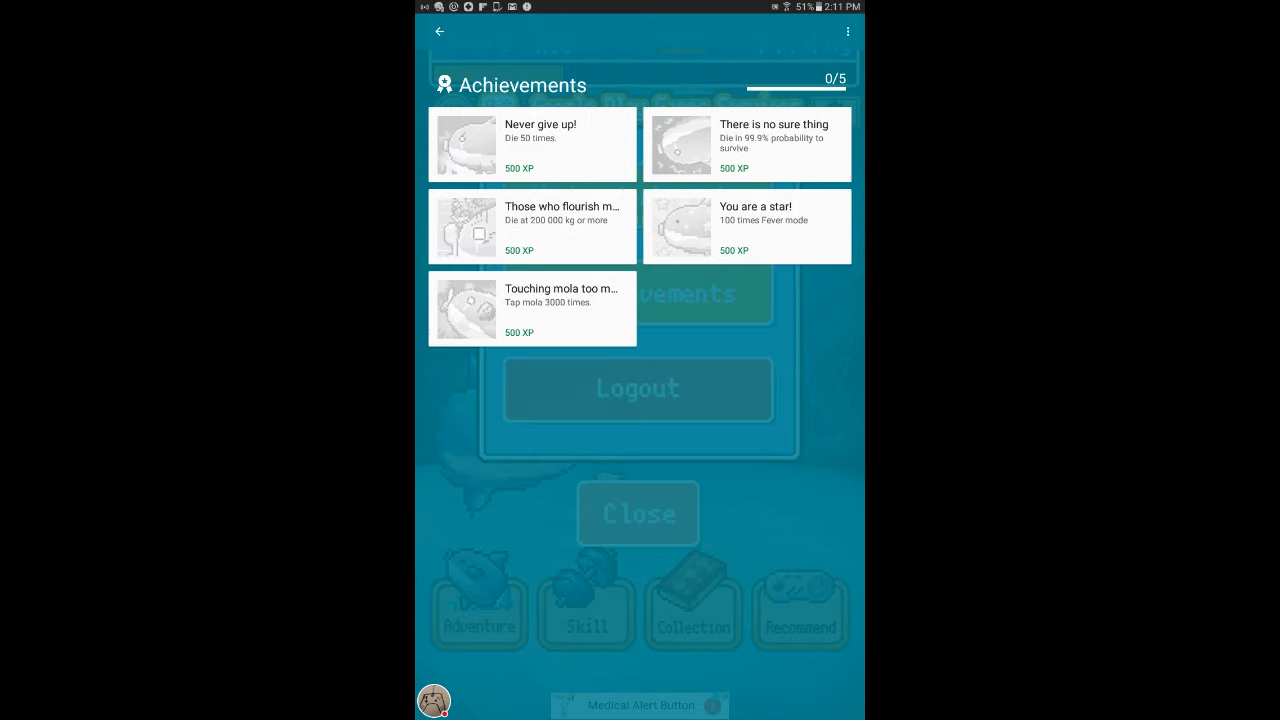 51% 2:11 PM
Achievements
0/5
Never give up!
Die 50 times.
500 XP
There is no sure thing
Die in 99.9% probability to
survive
500 XP
Those who flourish m...
Die at 200 000 kg or more
500 XP
You are a star!
100 times Fever mode
500 XP
Touching mola too m...
Tap mola 3000 times.
500 XP
vements
Logout
Close
Adventure
Skill
Collection
Recommend
Medical Alert Button